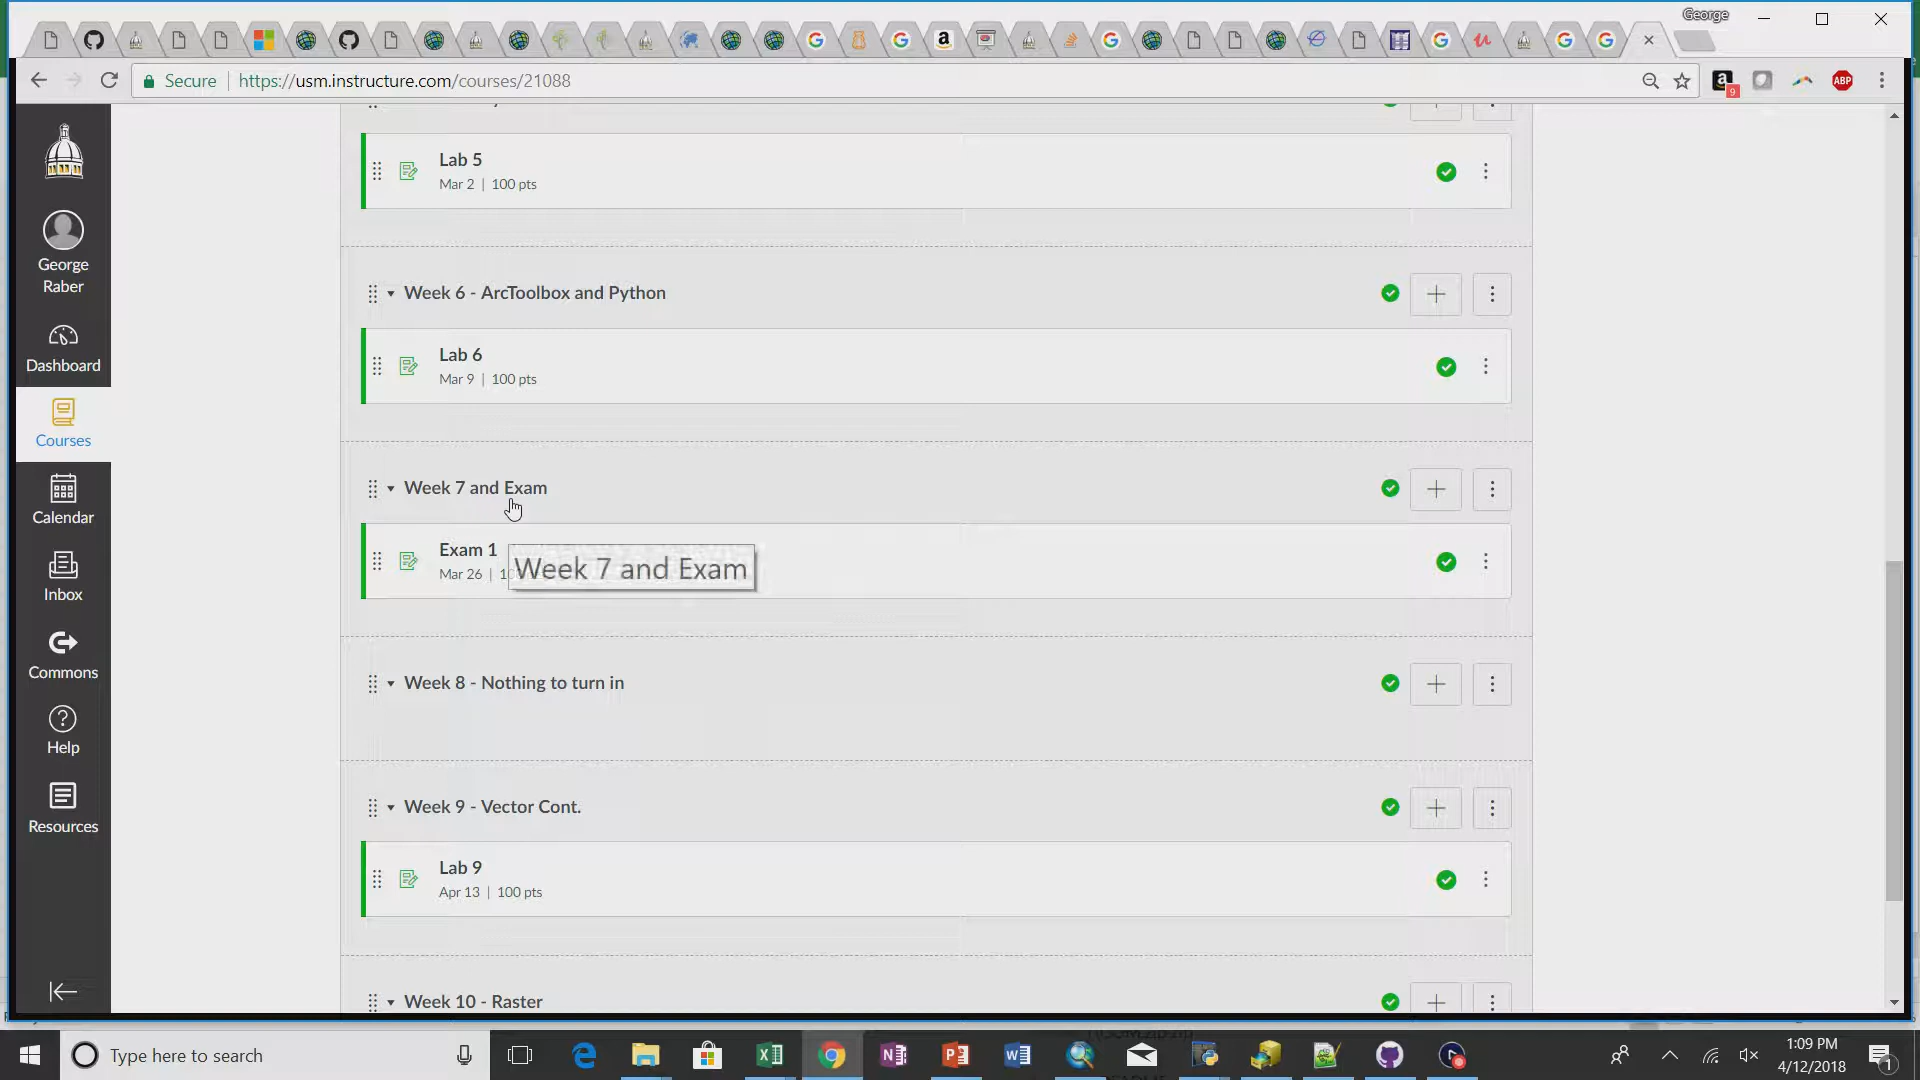 George
Secure
https://usm.instructure.com/courses/21088
9
ABP
George
Raber
Dashboard
Courses
Calendar
Inbox
Commons
Help
Resources
Lab 5
Mar 2 | 100 pts
Week 6 - ArcToolbox and Python
Lab 6
Mar 9 | 100 pts
Week 7 and Exam
Exam 1
Mar 26 |
Week 7 and Exam
Week 8 - Nothing to turn in
Week 9 - Vector Cont.
Lab 9
Apr 13 | 100 pts
Week 10 - Raster
Type here to search
1:09 PM
4/12/2018
1